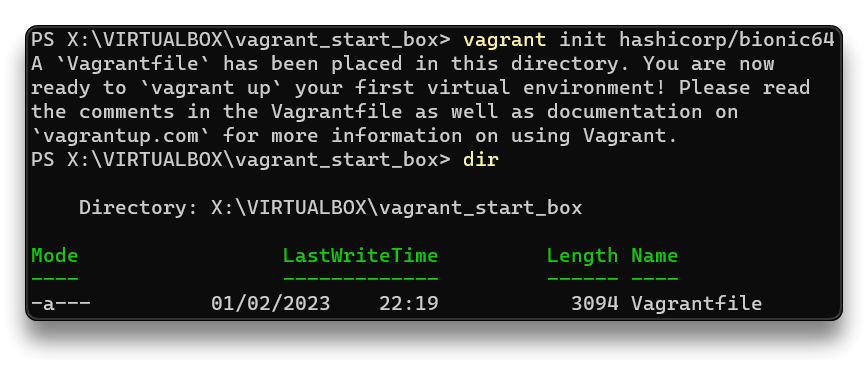 PS X:\VIRTUALBOX\vagrant_start_box> vagrant init hashicorp/bionic64
A `Vagrantfile` has been placed in this directory. You are now
ready to `vagrant up` your first virtual environment! Please read
the comments in the Vagrantfile as well as documentation on
`vagrantup.com` for more information on using Vagrant.
PS X:\VIRTUALBOX\vagrant_start_box> dir
Directory: X:\VIRTUALBOX\vagrant_start_box
Mode LastWriteTime Length Name
---- ------------- ------ ----
-a--- 01/02/2023 22:19 3094 Vagrantfile